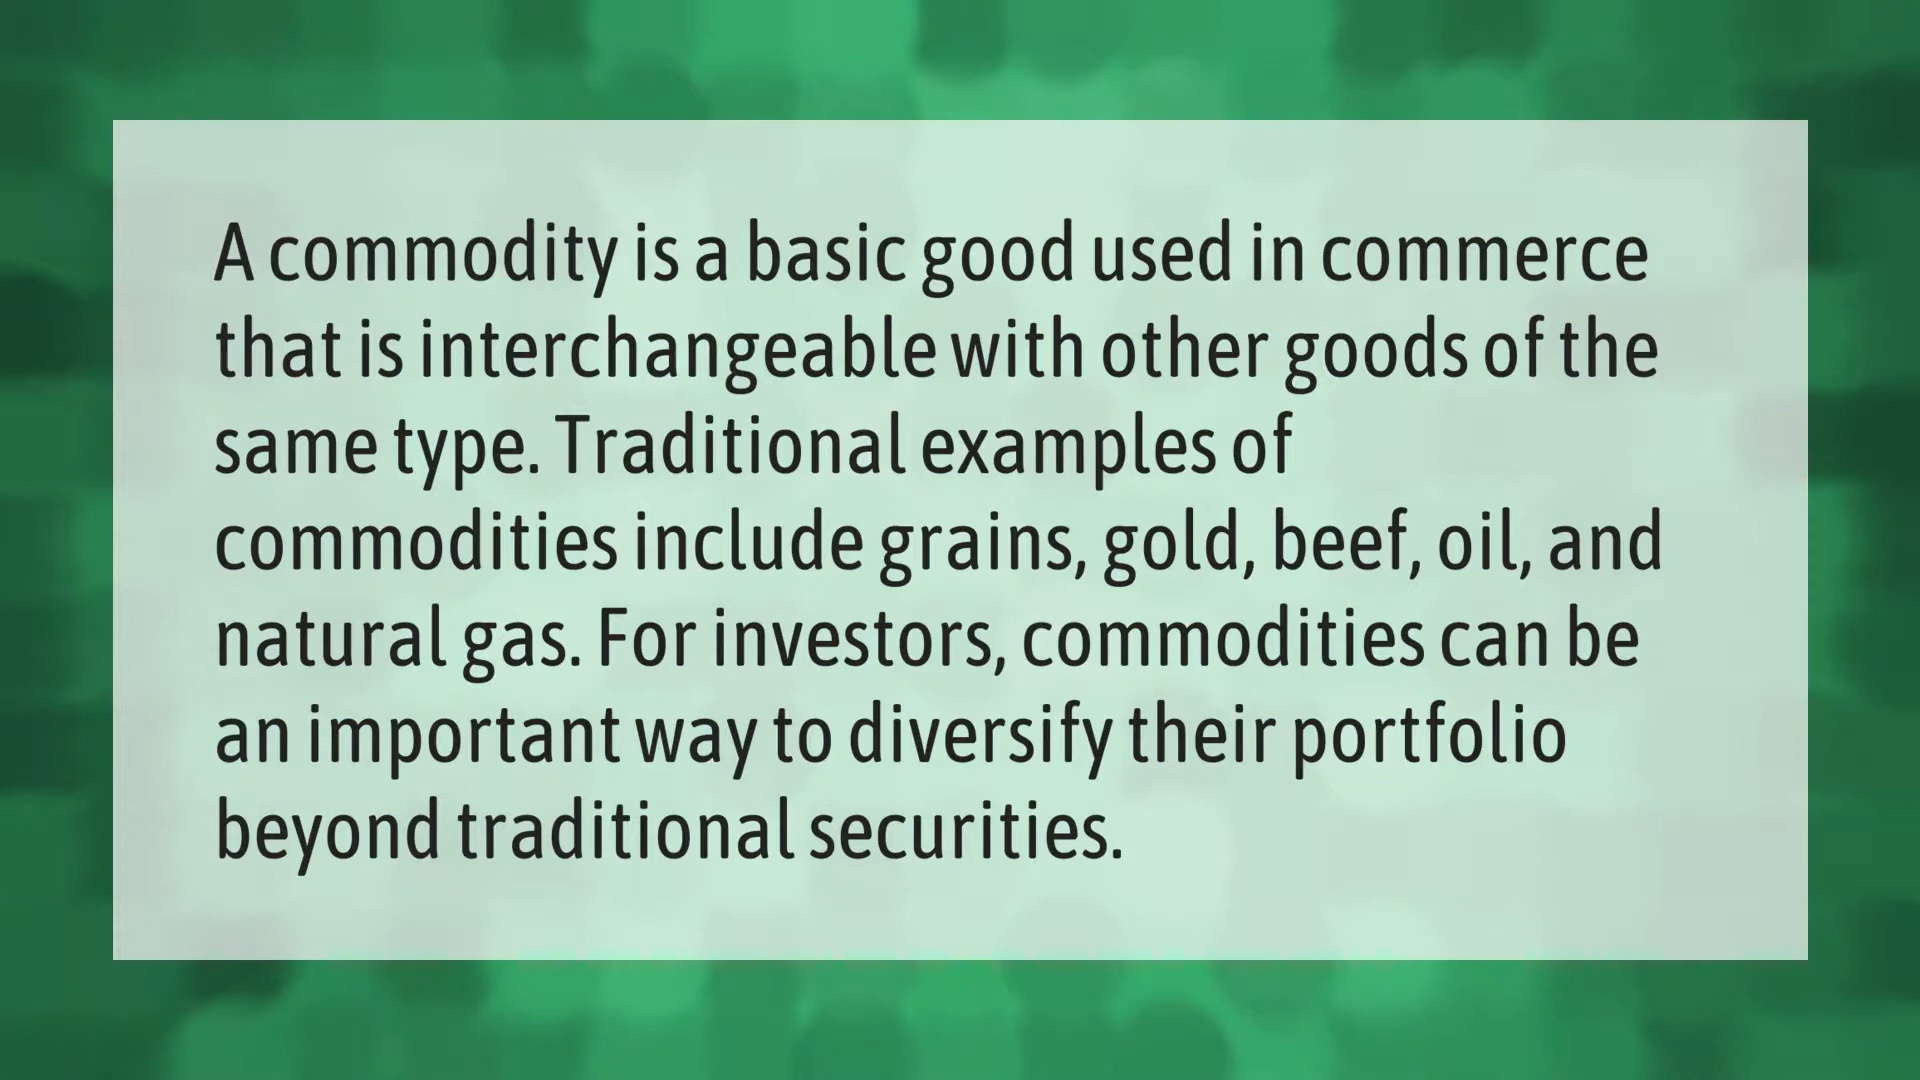 A commodity is a basic good used in commerce
that is interchangeable with other goods of the
same type. Traditional examples of
commodities include grains, gold, beef, oil, and
natural gas. For investors, commodities can be
an important way to diversify their portfolio
beyond traditional securities.